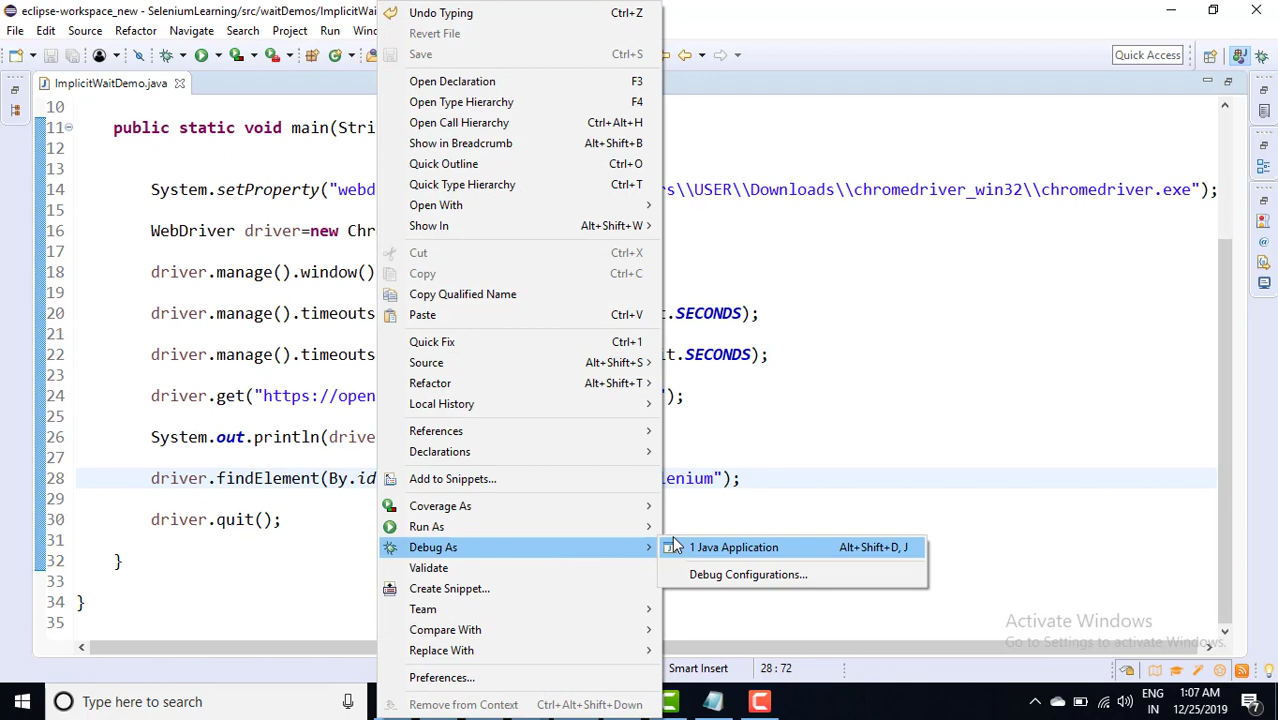 eclipse-workspace_new - SeleniumLearning/src/waitDemos/ImplicitWait
File Edit Source Refactor Navigate Search Project Run
Quick Access
ImplicitWaitDemo.java
10
11 public static void main(Stri
12
13
14 System.setProperty("webd s\\USER\\Downloads\\chromedriver_win32\\chromedriver.exe");
15
16 WebDriver driver=new Chr
17
18 driver.manage().window()
19
20 driver.manage().timeouts t.SECONDS);
21
22 driver.manage().timeouts it.SECONDS);
23
24 driver.get("https://open );
25
26 System.out.println(drive
27
28 driver.findElement(By.id lenium");
29
30 driver.quit();
31
32 }
33
34 }
35
Undo Typing Ctrl+Z
Revert File
Save Ctrl+S
Open Declaration F3
Open Type Hierarchy F4
Open Call Hierarchy Ctrl+Alt+H
Show in Breadcrumb Alt+Shift+B
Quick Outline Ctrl+O
Quick Type Hierarchy Ctrl+T
Open With
Show In Alt+Shift+W
Cut Ctrl+X
Copy Ctrl+C
Copy Qualified Name
Paste Ctrl+V
Quick Fix Ctrl+1
Source Alt+Shift+S
Refactor Alt+Shift+T
Local History
References
Declarations
Add to Snippets...
Coverage As
Run As
Debug As
Validate
Create Snippet...
Team
Compare With
Replace With
Preferences...
Remove from Context Ctrl+Alt+Shift+Down
1 Java Application Alt+Shift+D, J
Debug Configurations...
Activate Windows
Go to Settings to activate Windows.
Smart Insert 28 : 72
Type here to search
ENG
IN
1:07 AM
12/25/2019
7